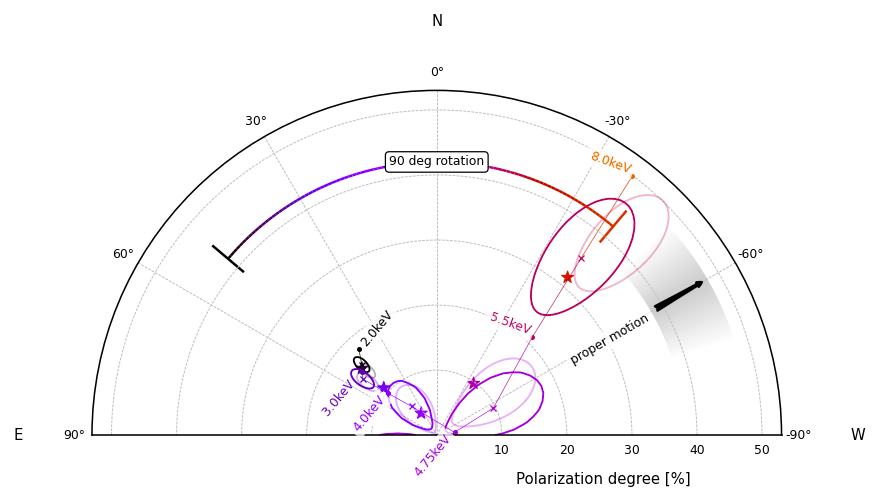 N
0°
30°
-30°
90 deg rotation
8.0keV
60°
-60°
2.0keV
5.5keV
proper motion
3.0keV
4.0keV
4.75keV
E
90°
-90°
W
10
20
30
40
50
Polarization degree [%]